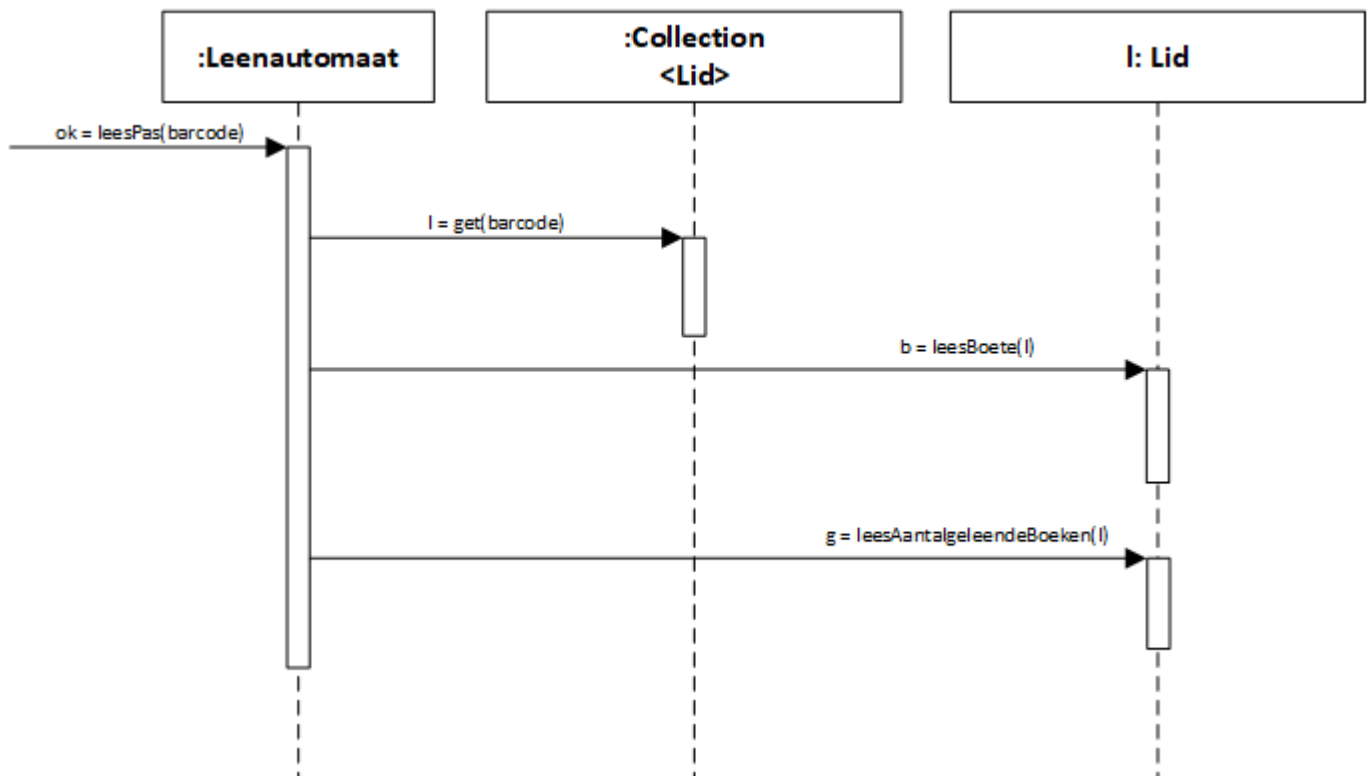 :Leenautomaat
:Collection
<Lid>
l: Lid
ok = leesPas(barcode)
l = get(barcode)
b = leesBoete(l)
g = leesAantalgeleendeBoeken(l)